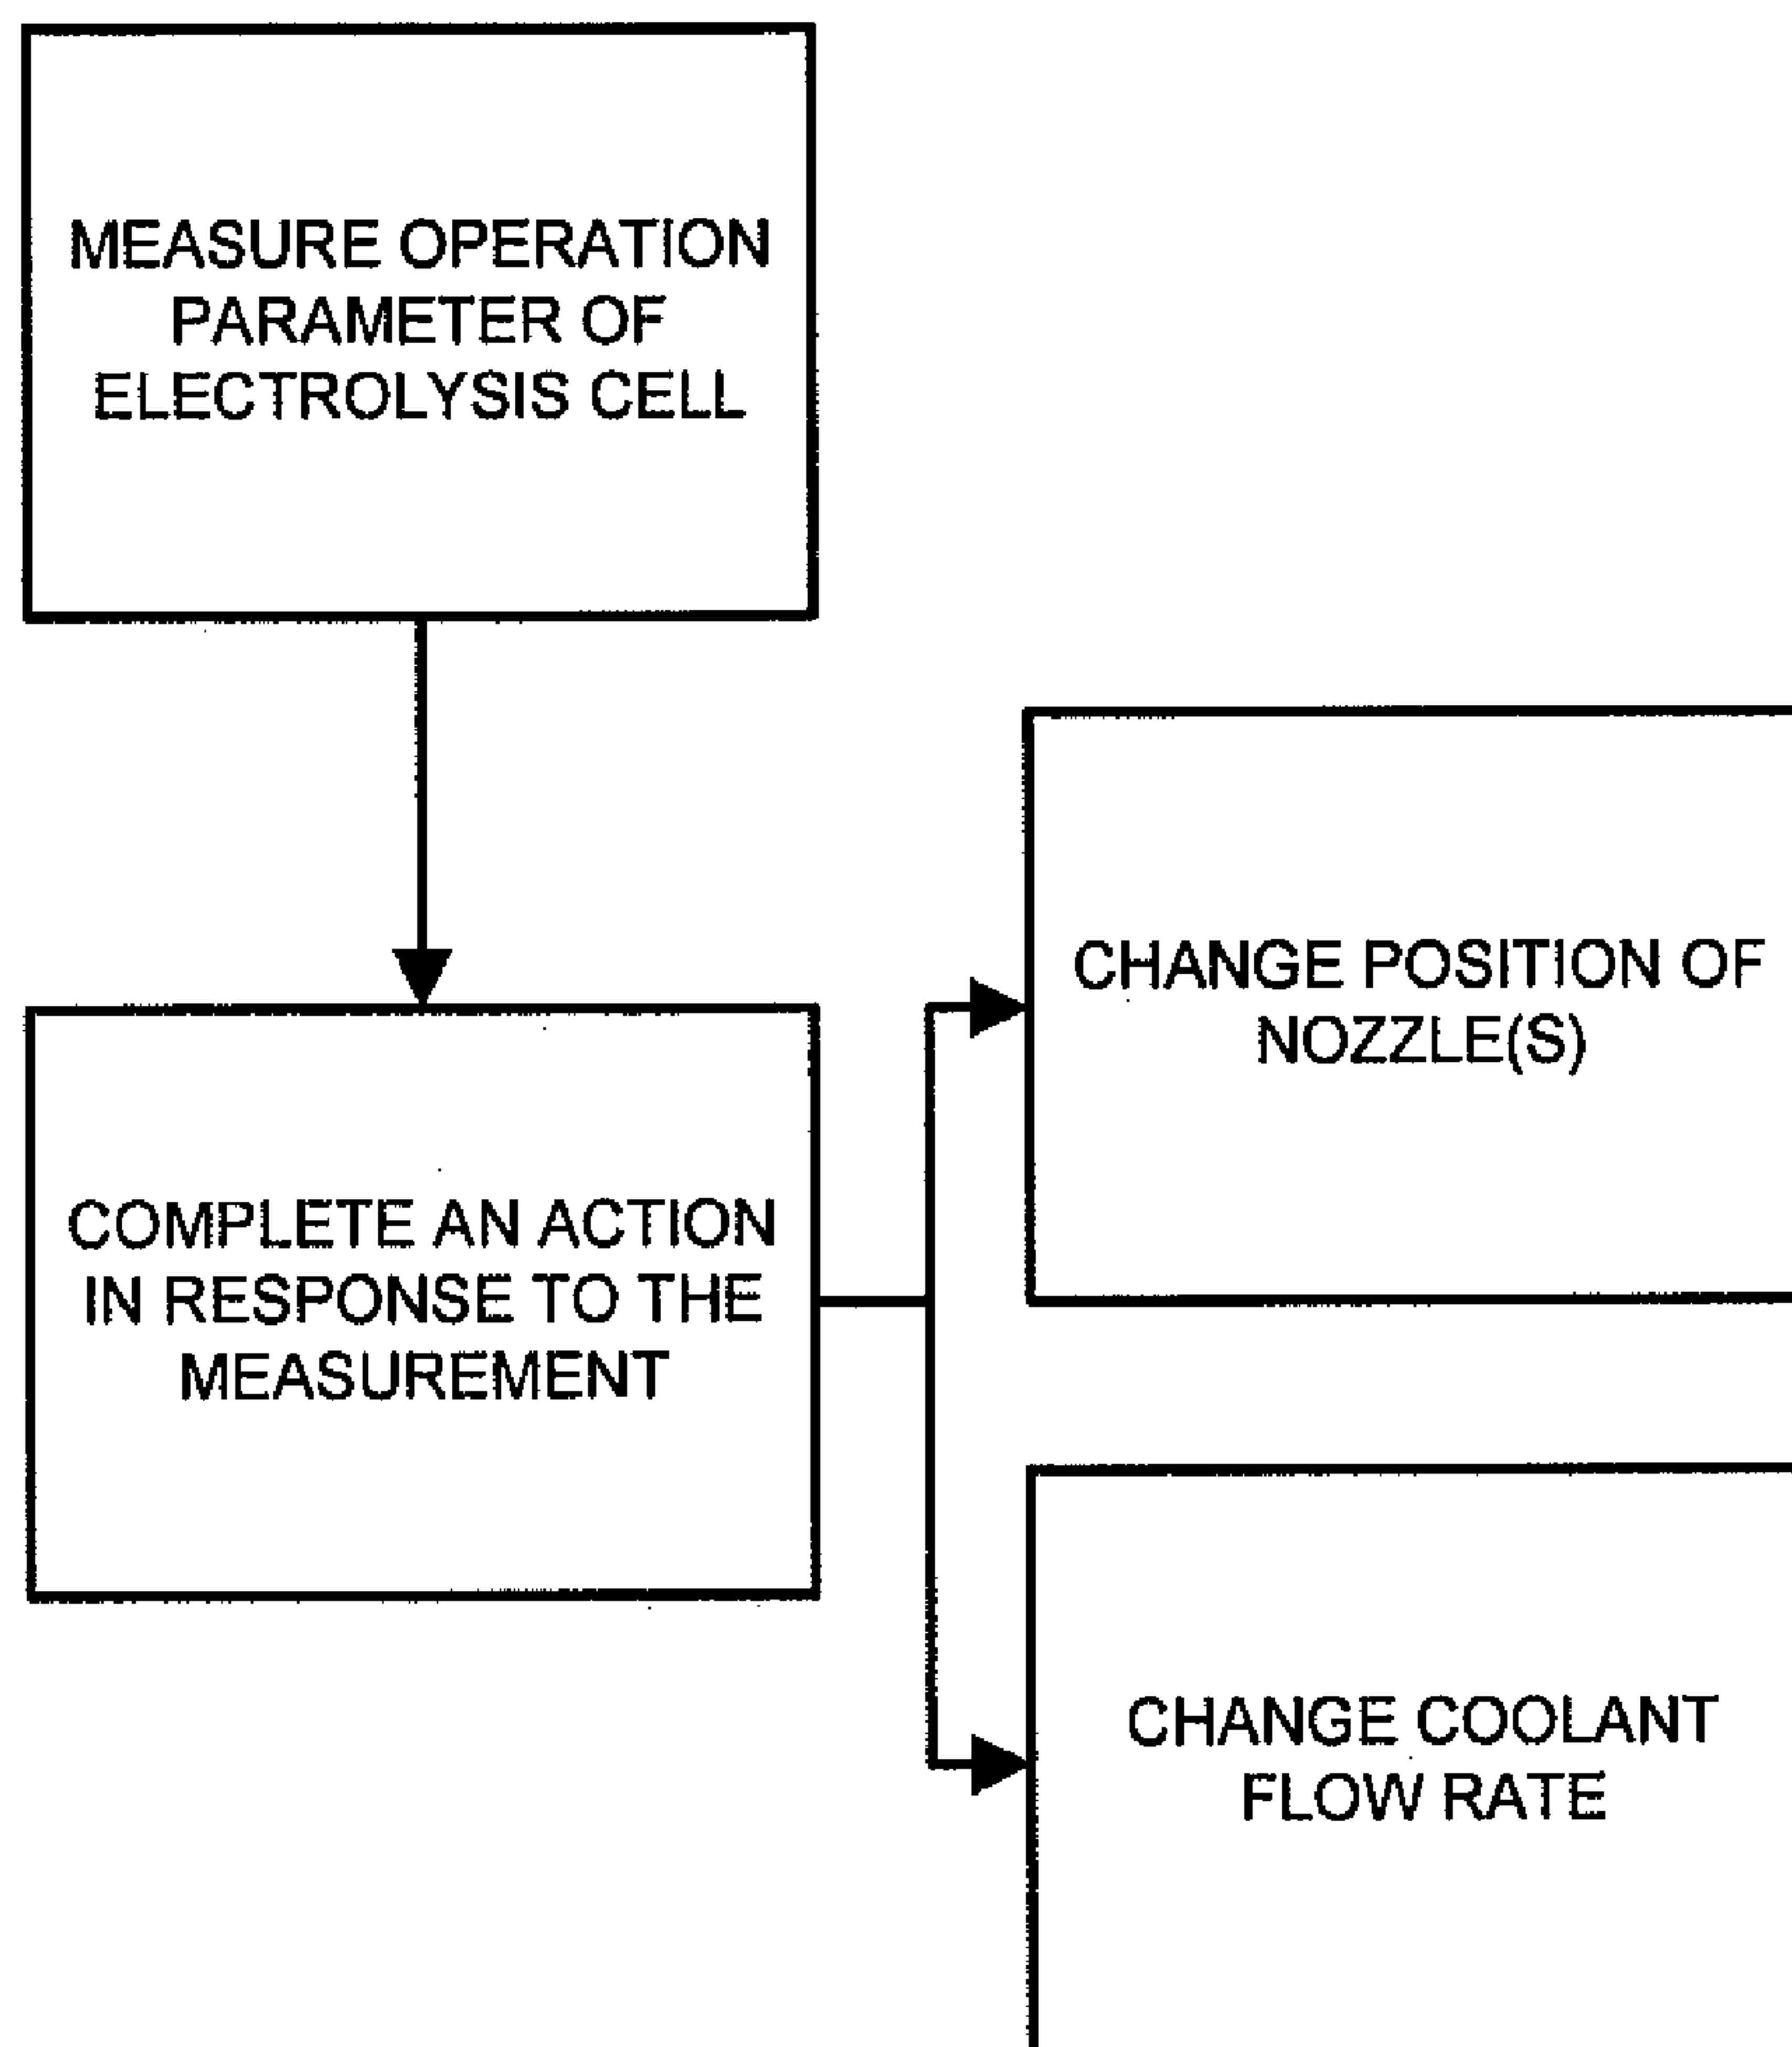 MEASURE OPERATION
PARAMETER OF
ELECTROLYSIS CELL
COMPLETE AN ACTION
IN RESPONSE TO THE
MEASUREMENT
CHANGE POSITION OF
NOZZLE(S)
CHANGE COOLANT
FLOW RATE